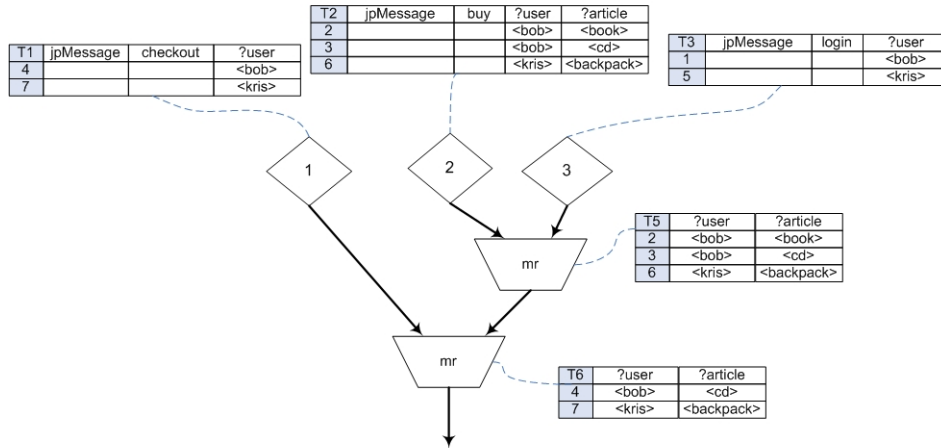 T1 jpMessage checkout ?user
4 <bob>
7 <kris>
T2 jpMessage buy ?user ?article
2 <bob> <book>
3 <bob> <cd>
6 <kris> <backpack>
T3 jpMessage login ?user
1 <bob>
5 <kris>
1
2
3
mr
T5 ?user ?article
2 <bob> <book>
3 <bob> <cd>
6 <kris> <backpack>
mr
T6 ?user ?article
4 <bob> <cd>
7 <kris> <backpack>